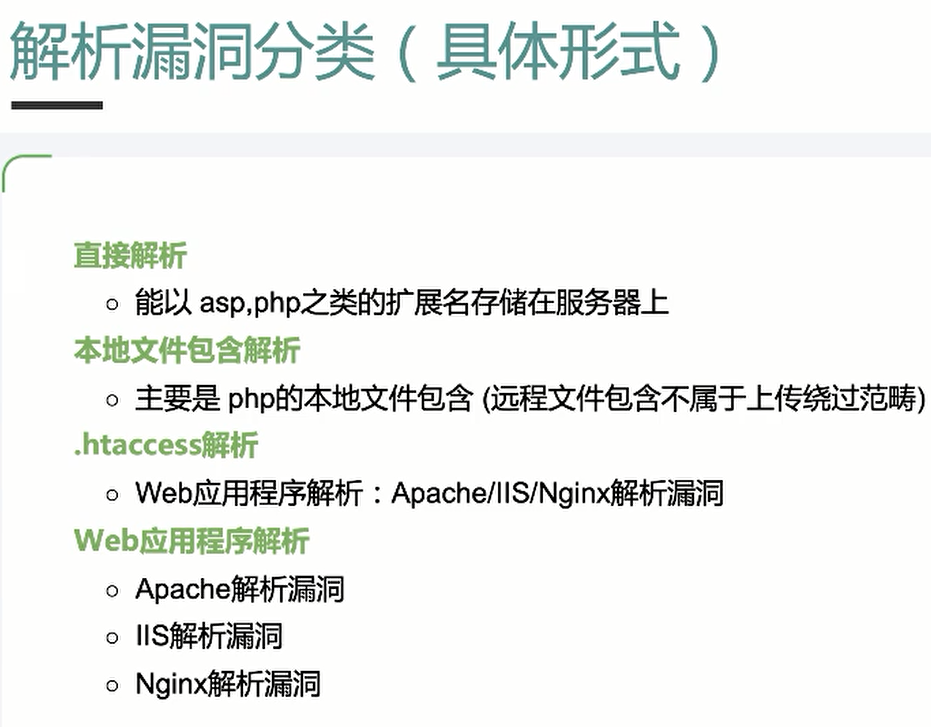 解析漏洞分类（具体形式）
直接解析
能以 asp,php之类的扩展名存储在服务器上
本地文件包含解析
主要是 php的本地文件包含 (远程文件包含不属于上传绕过范畴)
.htaccess解析
Web应用程序解析：Apache/IIS/Nginx解析漏洞
Web应用程序解析
Apache解析漏洞
IIS解析漏洞
Nginx解析漏洞